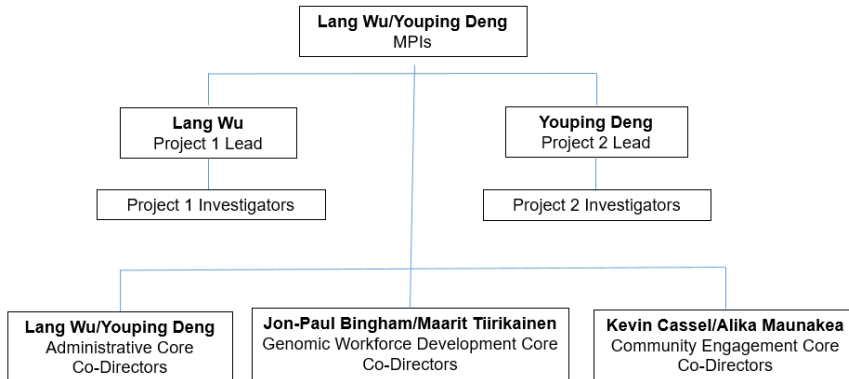 Lang Wu/Youping Deng
MPIs
Lang Wu
Project 1 Lead
Youping Deng
Project 2 Lead
Project 1 Investigators
Project 2 Investigators
Lang Wu/Youping Deng
Administrative Core
Co-Directors
Jon-Paul Bingham/Maarit Tiirikainen
Genomic Workforce Development Core
Co-Directors
Kevin Cassel/Alika Maunakea
Community Engagement Core
Co-Directors